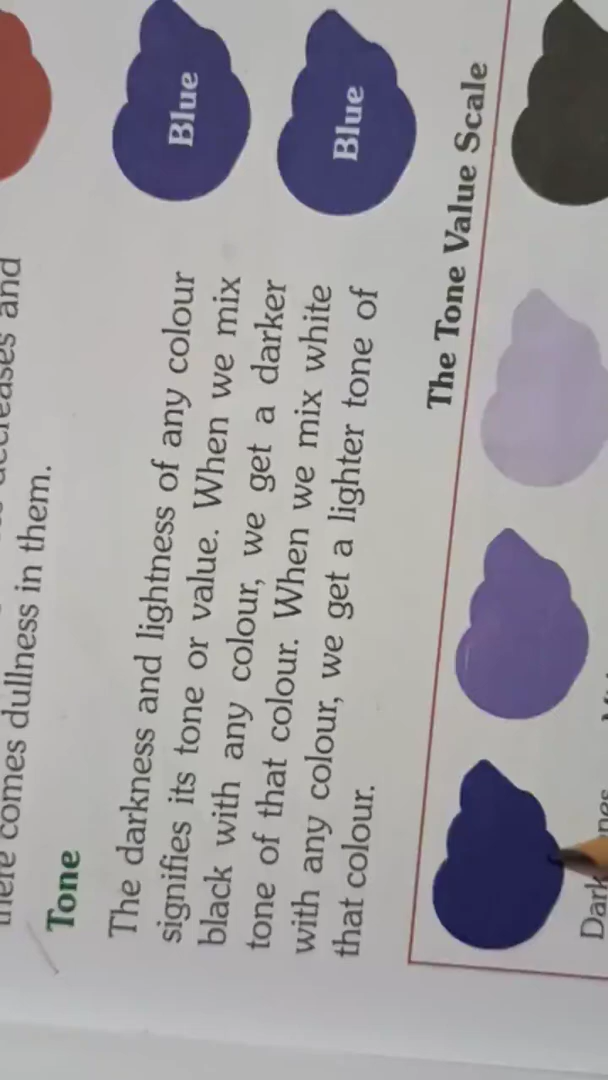 comes dullness in them.
Tone
The darkness and lightness of any colour
signifies its tone or value. When we mix
black with any colour, we get a darker
tone of that colour. When we mix white
with any colour, we get a lighter tone of
that colour.
Blue
Blue
The Tone Value Scale
Dark